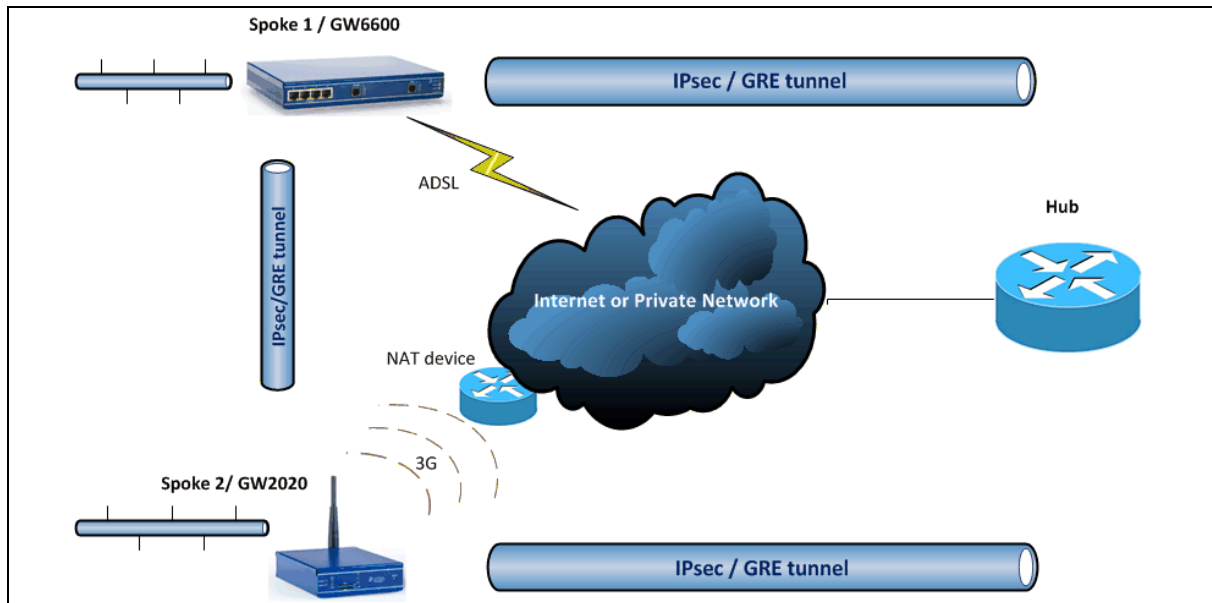 Spoke 1 / GW6600
IPsec / GRE tunnel
ADSL
Hub
IPsec/GRE tunnel
Internet or Private Network
NAT device
3G
Spoke 2/ GW2020
IPsec / GRE tunnel